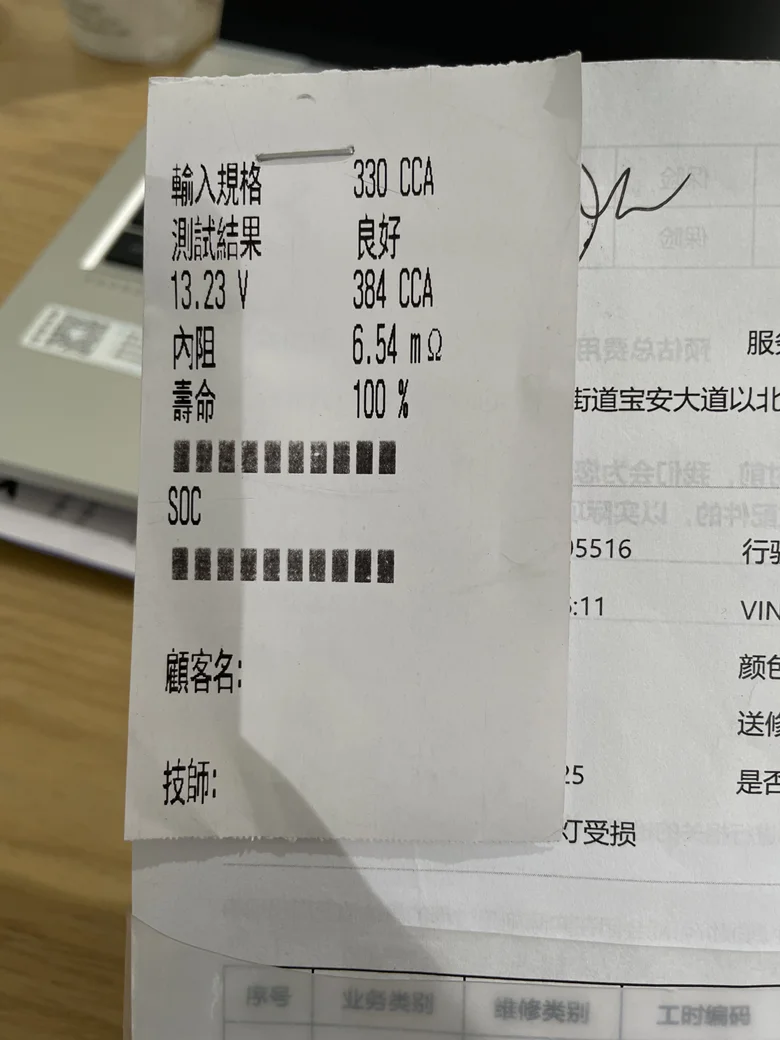 輸入規格 330 CCA
測試結果 良好
13.23 V 384 CCA
內阻 6.54 mΩ
壽命 100 %
SOC
顧客名:
技師:
保险
保险
预估总费用
服务
街道宝安大道以北
时前，我们会为您
配件的，以实际
05516
行驶
:11
VIN
颜色
送修
25
是否
灯受损
序号 业务类别 维修类别 工时编码